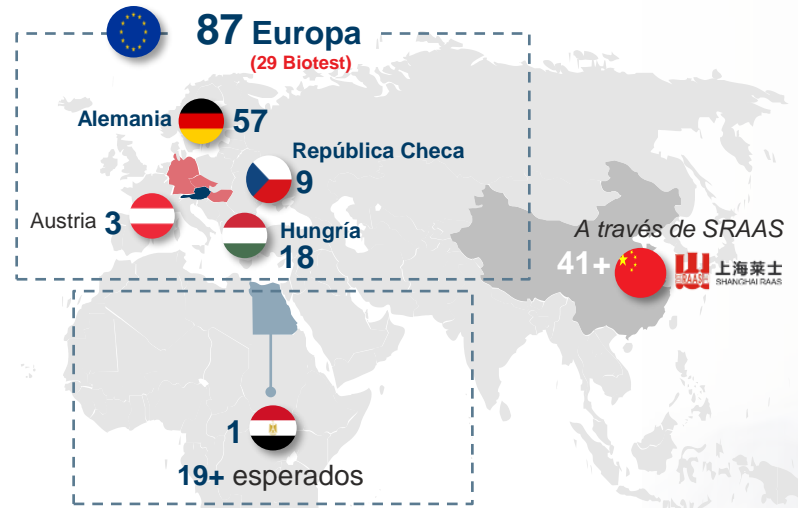 87 Europa
(29 Biotest)
Alemania 57
República Checa
9
Austria 3
Hungría
18
A través de SRAAS
41+
上海莱士
SHANGHAI RAAS
RAAS
1
19+ esperados